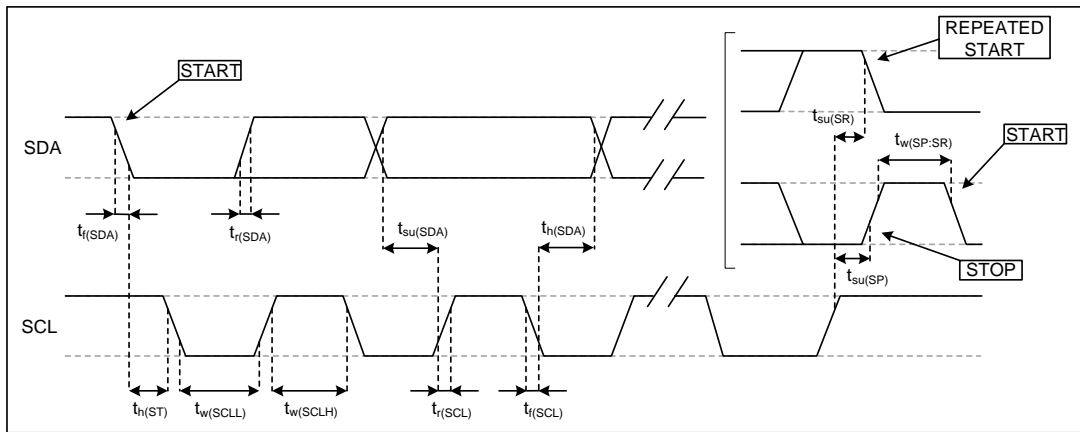 REPEATED
START
START
t_su(SR)
START
t_w(SP:SR)
SDA
t_f(SDA)
t_r(SDA)
t_su(SDA)
t_h(SDA)
t_su(SP)
STOP
SCL
t_h(ST)
t_w(SCLL)
t_w(SCLH)
t_r(SCL)
t_f(SCL)